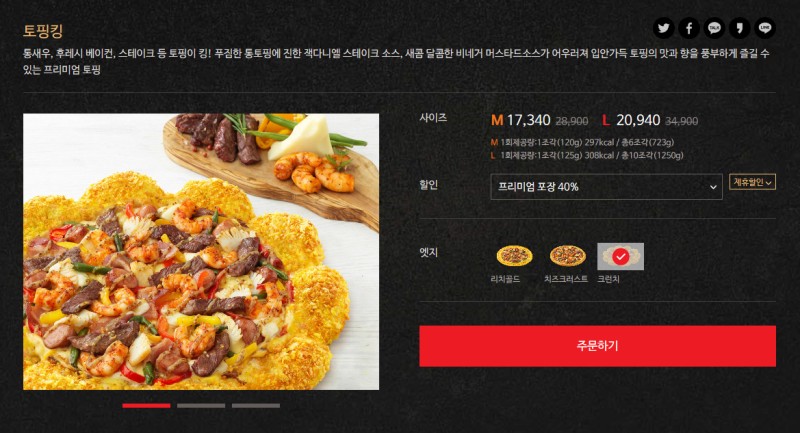 토핑킹
통새우, 후레시 베이컨, 스테이크 등 토핑이 킹! 푸짐한 통토핑에 진한 잭다니엘 스테이크 소스, 새콤 달콤한 비네거 머스타드소스가 어우러져 입안가득 토핑의 맛과 향을 풍부하게 즐길 수
있는 프리미엄 토핑
TALK
LINE
사이즈
M 17,340 28,900 L 20,940 34,900
M 1회제공량:1조각(120g) 297kcal / 총6조각(723g)
L 1회제공량:1조각(125g) 308kcal / 총10조각(1250g)
할인
프리미엄 포장 40%
제휴할인
엣지
리치골드 치즈크러스트 크런치
주문하기